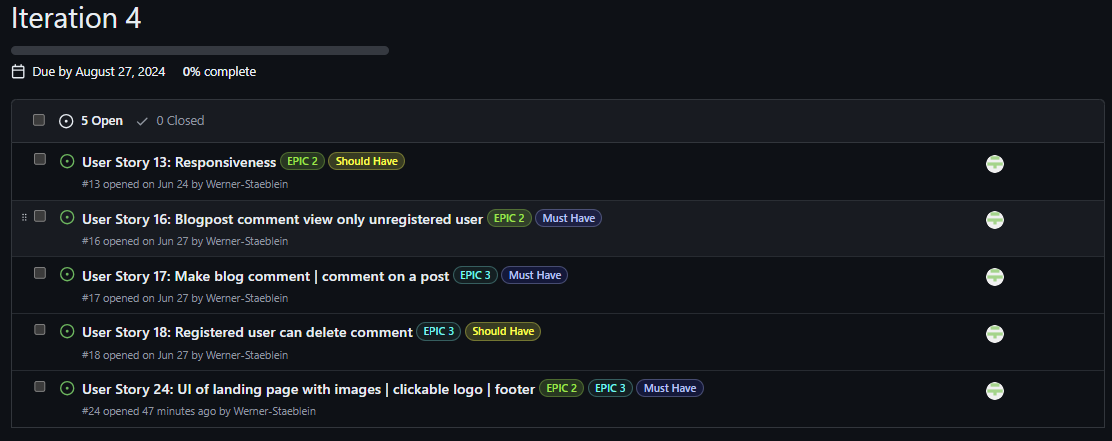 Iteration 4
Due by August 27, 2024 0% complete
5 Open 0 Closed
User Story 13: Responsiveness EPIC 2 Should Have
#13 opened on Jun 24 by Werner-Staeblein
User Story 16: Blogpost comment view only unregistered user EPIC 2 Must Have
#16 opened on Jun 27 by Werner-Staeblein
User Story 17: Make blog comment | comment on a post EPIC 3 Must Have
#17 opened on Jun 27 by Werner-Staeblein
User Story 18: Registered user can delete comment EPIC 3 Should Have
#18 opened on Jun 27 by Werner-Staeblein
User Story 24: UI of landing page with images | clickable logo | footer EPIC 2 EPIC 3 Must Have
#24 opened 47 minutes ago by Werner-Staeblein